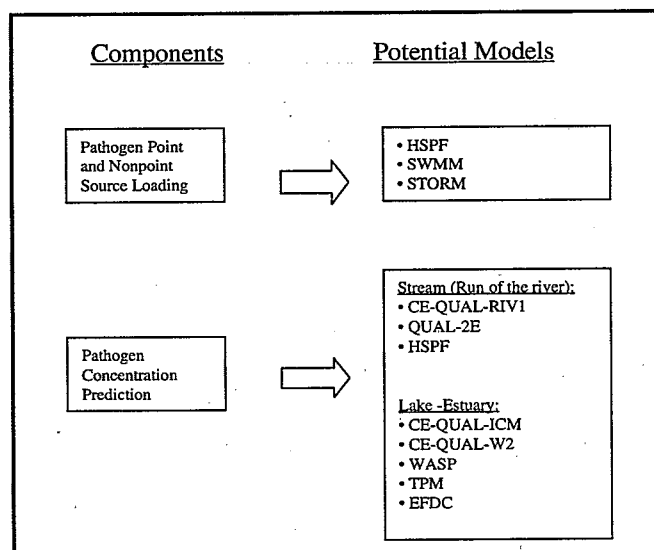 Components
Potential Models
Pathogen Point
and Nonpoint
Source Loading
• HSPF
• SWMM
• STORM
Pathogen
Concentration
Prediction
Stream (Run of the river):
• CE-QUAL-RIV1
• QUAL-2E
• HSPF
Lake -Estuary:
• CE-QUAL-ICM
• CE-QUAL-W2
• WASP
• TPM
• EFDC